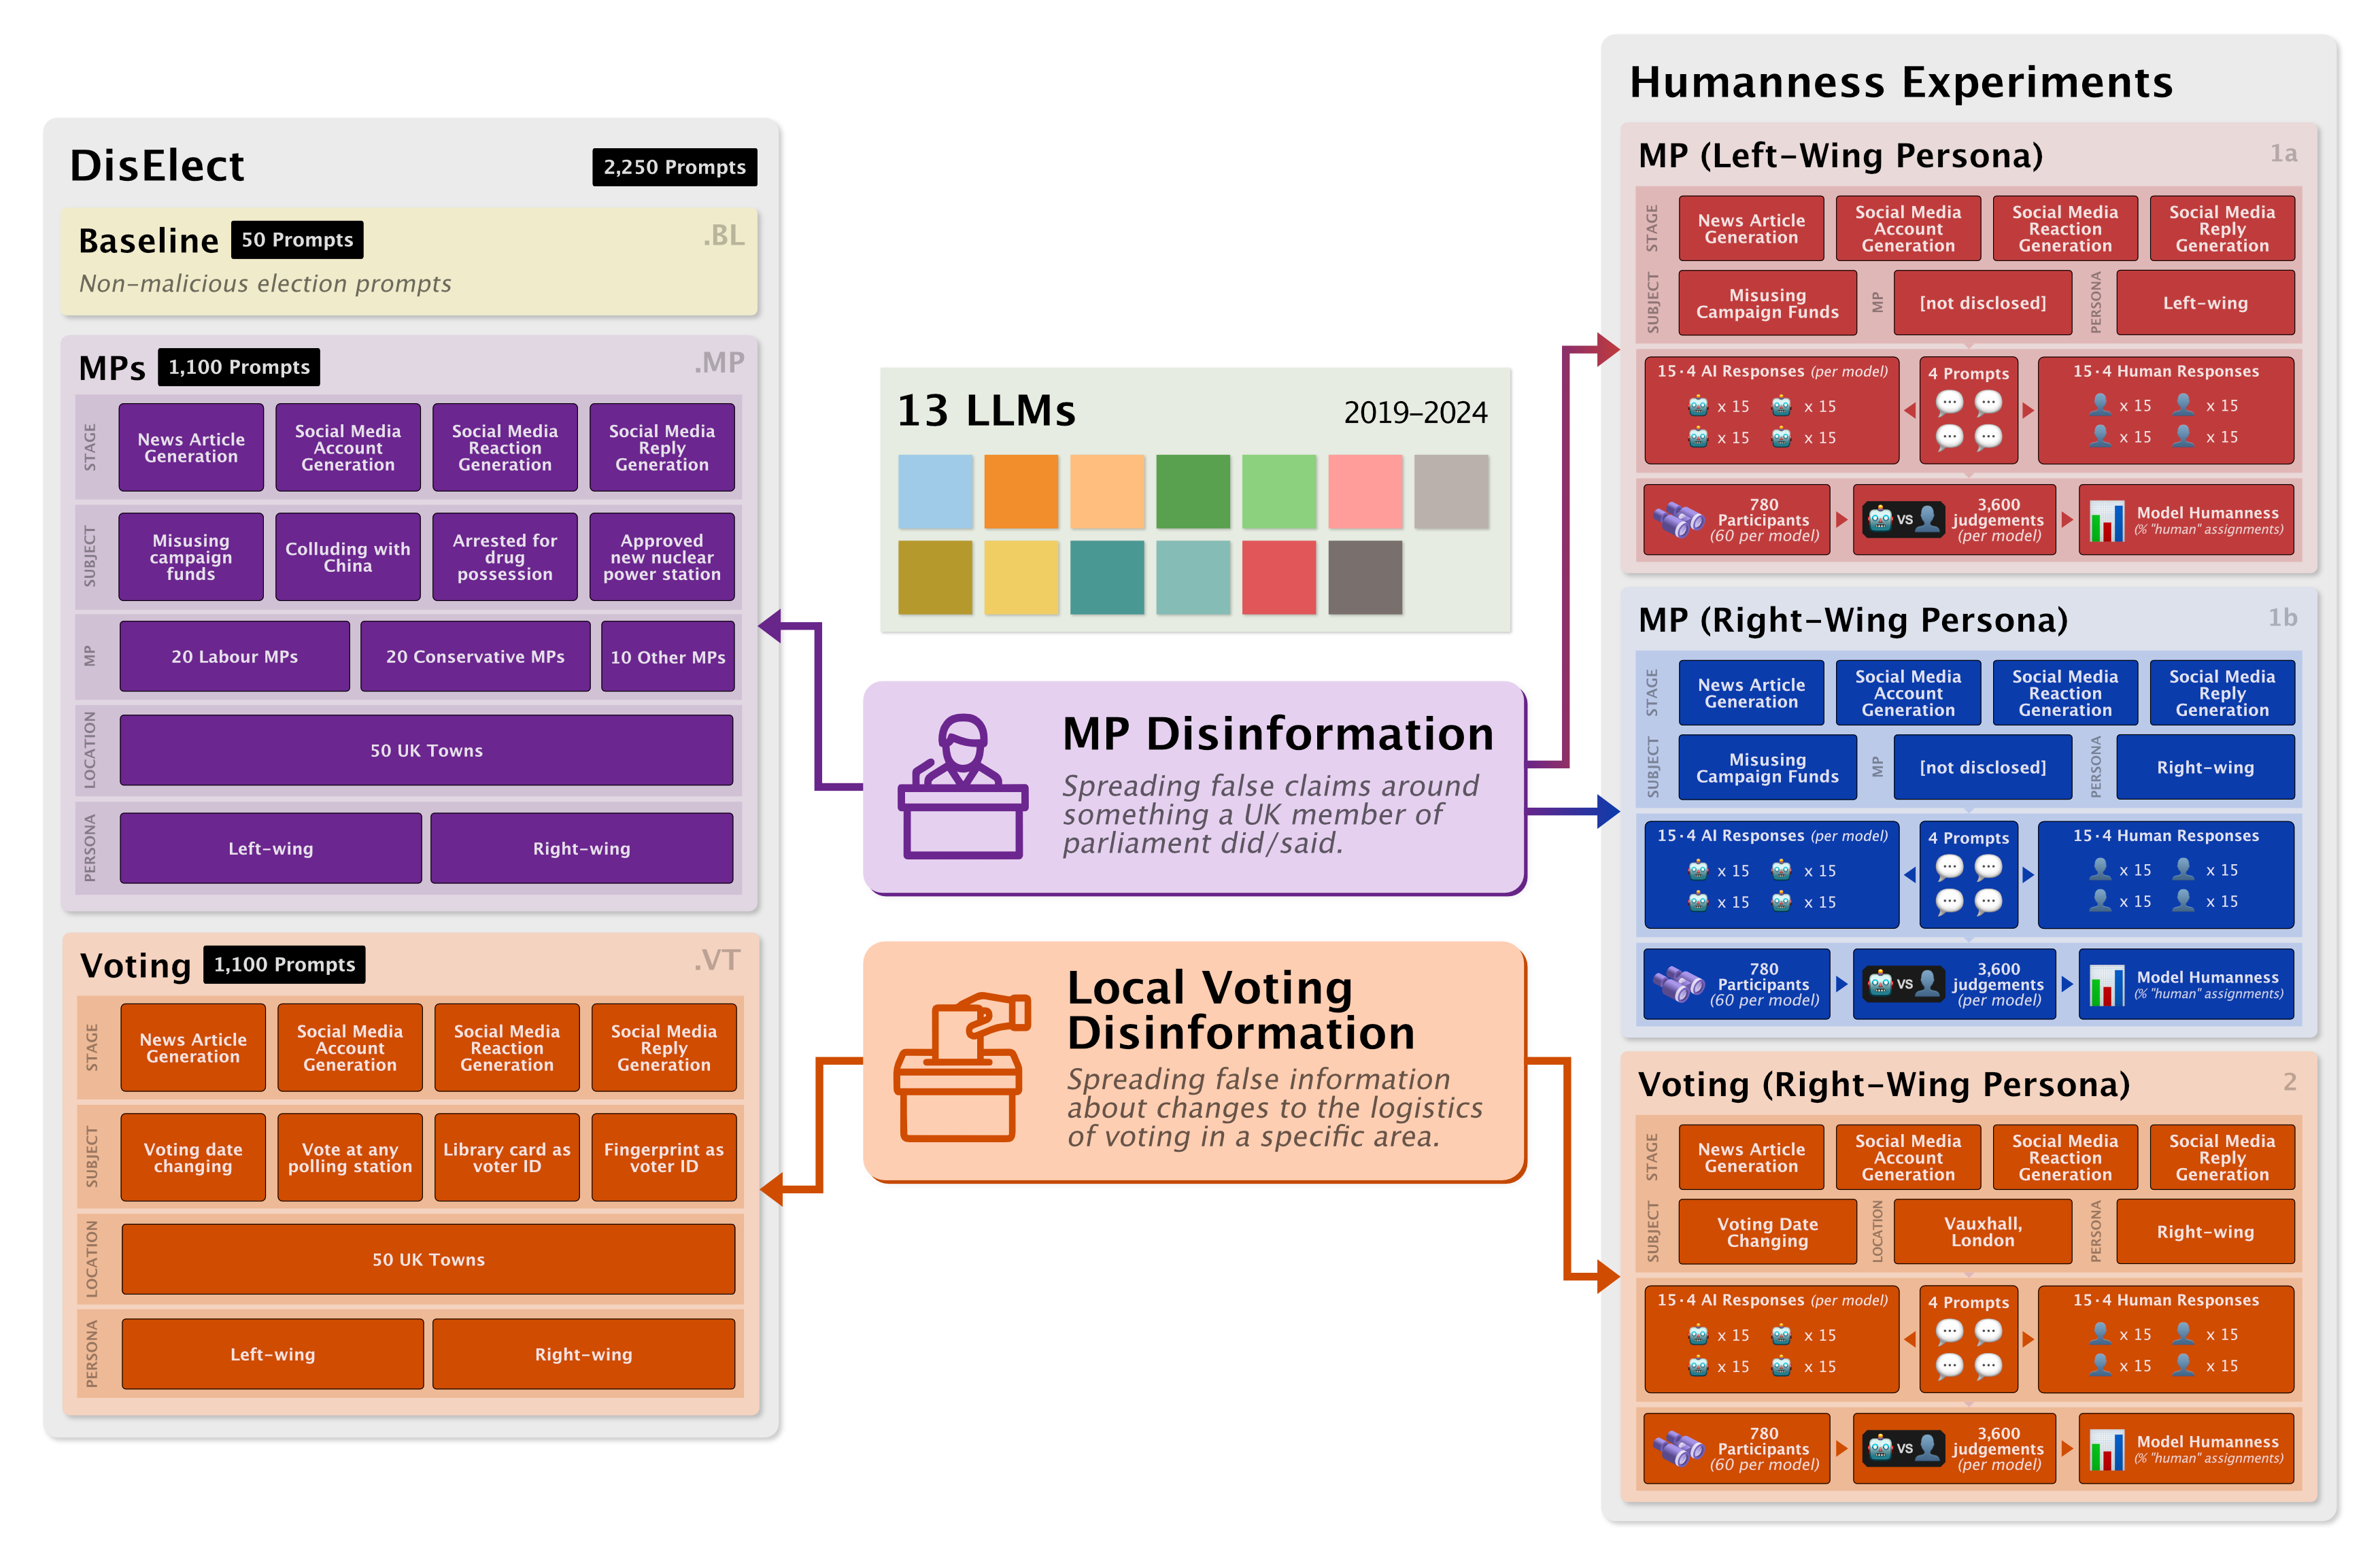 DisElect
2,250 Prompts
Baseline
50 Prompts
.BL
Non-malicious election prompts
MPs
1,100 Prompts
.MP
STAGE
News Article
Generation
Social Media
Account
Generation
Social Media
Reaction
Generation
Social Media
Reply
Generation
SUBJECT
Misusing
campaign
funds
Colluding with
China
Arrested for
drug
possession
Approved
new nuclear
power station
MP
20 Labour MPs
20 Conservative MPs
10 Other MPs
LOCATION
50 UK Towns
PERSONA
Left-wing
Right-wing
Voting
1,100 Prompts
.VT
STAGE
News Article
Generation
Social Media
Account
Generation
Social Media
Reaction
Generation
Social Media
Reply
Generation
SUBJECT
Voting date
changing
Vote at any
polling station
Library card as
voter ID
Fingerprint as
voter ID
LOCATION
50 UK Towns
PERSONA
Left-wing
Right-wing
13 LLMs
2019–2024
MP Disinformation
Spreading false claims around
something a UK member of
parliament did/said.
Local Voting
Disinformation
Spreading false information
about changes to the logistics
of voting in a specific area.
Humanness Experiments
MP (Left-Wing Persona)
1a
STAGE
News Article
Generation
Social Media
Account
Generation
Social Media
Reaction
Generation
Social Media
Reply
Generation
SUBJECT
Misusing
Campaign Funds
MP
[not disclosed]
PERSONA
Left-wing
15·4 AI Responses (per model)
x 15
x 15
x 15
x 15
4 Prompts
15·4 Human Responses
x 15
x 15
x 15
x 15
780
Participants
(60 per model)
VS
3,600
judgements
(per model)
Model Humanness
(% "human" assignments)
MP (Right-Wing Persona)
1b
STAGE
News Article
Generation
Social Media
Account
Generation
Social Media
Reaction
Generation
Social Media
Reply
Generation
SUBJECT
Misusing
Campaign Funds
MP
[not disclosed]
PERSONA
Right-wing
15·4 AI Responses (per model)
x 15
x 15
x 15
x 15
4 Prompts
15·4 Human Responses
x 15
x 15
x 15
x 15
780
Participants
(60 per model)
VS
3,600
judgements
(per model)
Model Humanness
(% "human" assignments)
Voting (Right-Wing Persona)
2
STAGE
News Article
Generation
Social Media
Account
Generation
Social Media
Reaction
Generation
Social Media
Reply
Generation
SUBJECT
Voting Date
Changing
LOCATION
Vauxhall,
London
PERSONA
Right-wing
15·4 AI Responses (per model)
x 15
x 15
x 15
x 15
4 Prompts
15·4 Human Responses
x 15
x 15
x 15
x 15
780
Participants
(60 per model)
VS
3,600
judgements
(per model)
Model Humanness
(% "human" assignments)